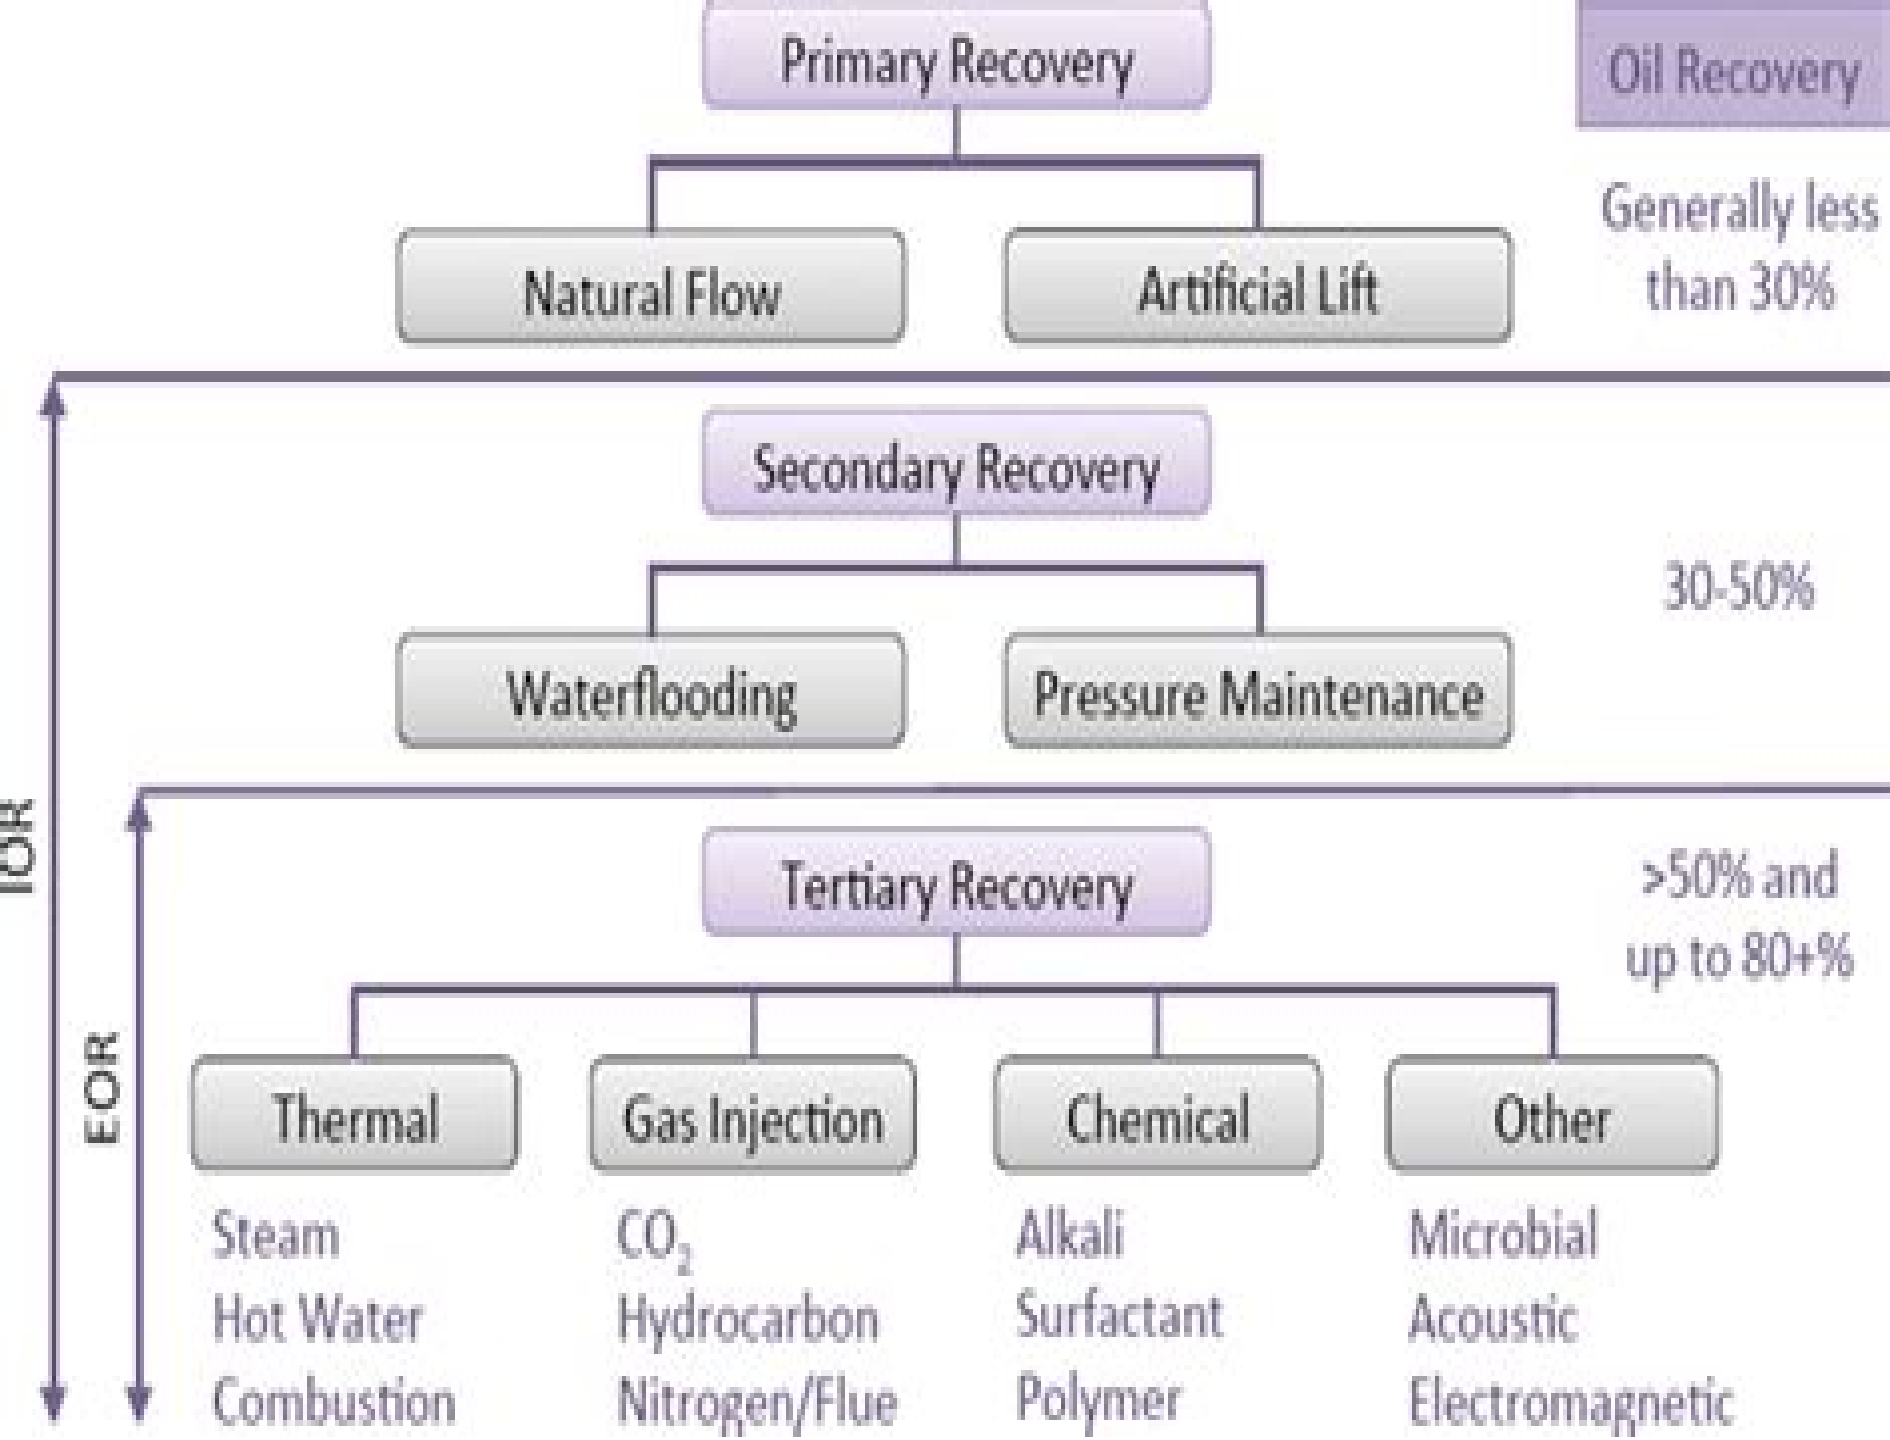 Primary Recovery
Oil Recovery
Natural Flow
Artificial Lift
Generally less
than 30%
Secondary Recovery
30-50%
Waterflooding
Pressure Maintenance
IOR
EOR
Tertiary Recovery
>50% and
up to 80+%
Thermal
Gas Injection
Chemical
Other
Steam
Hot Water
Combustion
CO₂
Hydrocarbon
Nitrogen/Flue
Alkali
Surfactant
Polymer
Microbial
Acoustic
Electromagnetic